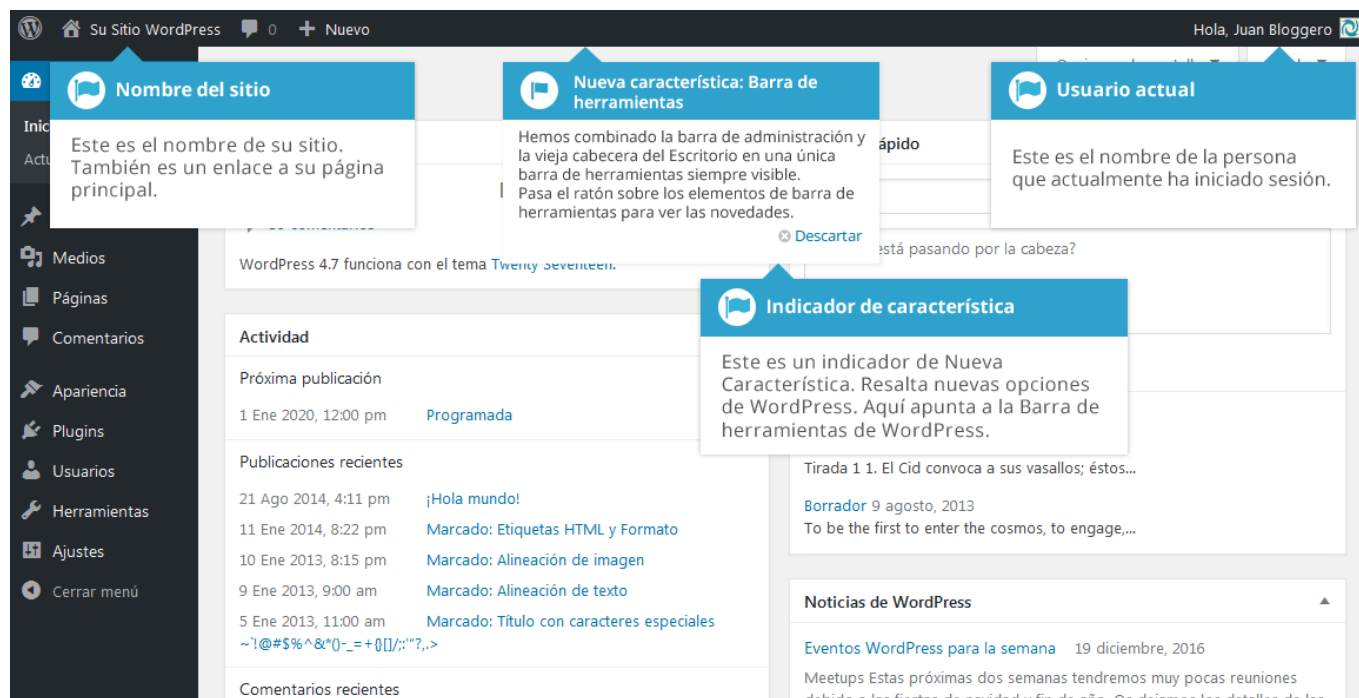 Su Sitio WordPress 0 + Nuevo
Hola, Juan Bloggero
Nombre del sitio
Este es el nombre de su sitio.
También es un enlace a su página
principal.
Nueva característica: Barra de
herramientas
Hemos combinado la barra de administración y
la vieja cabecera del Escritorio en una única
barra de herramientas siempre visible.
Pasa el ratón sobre los elementos de barra de
herramientas para ver las novedades.
Descartar
Usuario actual
Este es el nombre de la persona
que actualmente ha iniciado sesión.
Indicador de característica
Este es un indicador de Nueva
Característica. Resalta nuevas opciones
de WordPress. Aquí apunta a la Barra de
herramientas de WordPress.
Medios
Páginas
Comentarios
Apariencia
Plugins
Usuarios
Herramientas
Ajustes
Cerrar menú
WordPress 4.7 funciona con el tema Twenty Seventeen.
Actividad
Próxima publicación
1 Ene 2020, 12:00 pm Programada
Publicaciones recientes
21 Ago 2014, 4:11 pm ¡Hola mundo!
11 Ene 2014, 8:22 pm Marcado: Etiquetas HTML y Formato
10 Ene 2013, 8:15 pm Marcado: Alineación de imagen
9 Ene 2013, 9:00 am Marcado: Alineación de texto
5 Ene 2013, 11:00 am Marcado: Título con caracteres especiales
~`!@#$%^&*()-_=+{}[]/;:'"?,.>
Comentarios recientes
está pasando por la cabeza?
Tirada 1 1. El Cid convoca a sus vasallos; éstos...
Borrador 9 agosto, 2013
To be the first to enter the cosmos, to engage,...
Noticias de WordPress
Eventos WordPress para la semana 19 diciembre, 2016
Meetups Estas próximas dos semanas tendremos muy pocas reuniones